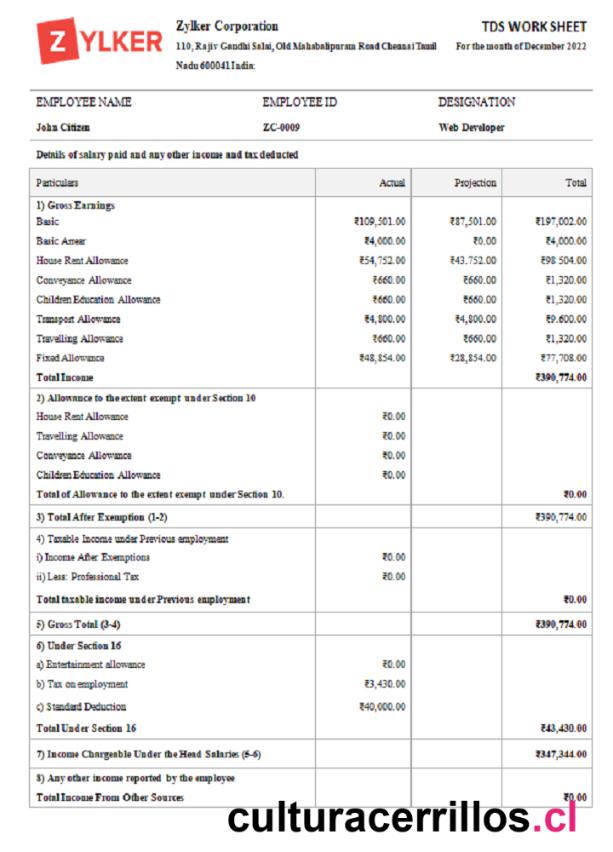 ZYLKER
Zylker Corporation
TDS WORK SHEET
110, Rajiv Gandhi Salai, Old Mahabalipuram Road Chennai Tamil
For the month of December 2022
Nadu 600041 India:
EMPLOYEE NAME EMPLOYEE ID DESIGNATION
John Citizen ZC-0009 Web Developer
Details of salary paid and any other income and tax deducted
Particulars Actual Projection Total
1) Gross Earnings
Basic ₹109,501.00 ₹87,501.00 ₹197,002.00
Basic Arrear ₹4,000.00 ₹0.00 ₹4,000.00
House Rent Allowance ₹54,752.00 ₹43.752.00 ₹98 504.00
Conveyance Allowance ₹660.00 ₹660.00 ₹1,320.00
Children Education Allowance ₹660.00 ₹660.00 ₹1,320.00
Transport Allowance ₹4,800.00 ₹4,800.00 ₹9.600.00
Travelling Allowance ₹660.00 ₹660.00 ₹1,320.00
Fixed Allowance ₹48,854.00 ₹28,854.00 ₹77,708.00
Total Income ₹390,774.00
2) Allowance to the extent exempt under Section 10
House Rent Allowance ₹0.00
Travelling Allowance ₹0.00
Conveyance Allowance ₹0.00
Children Education Allowance ₹0.00
Total of Allowance to the extent exempt under Section 10. ₹0.00
3) Total After Exemption (1-2) ₹390,774.00
4) Taxable Income under Previous employment
i) Income After Exemptions ₹0.00
ii) Less: Professional Tax ₹0.00
Total taxable income under Previous employment ₹0.00
5) Gross Total (3-4) ₹390,774.00
6) Under Section 16
a) Entertainment allowance ₹0.00
b) Tax on employment ₹3,430.00
c) Standard Deduction ₹40,000.00
Total Under Section 16 ₹43,430.00
7) Income Chargeable Under the Head Salaries (5-6) ₹347,344.00
8) Any other income reported by the employee
Total Income From Other Sources ₹0.00
culturacerrillos.cl